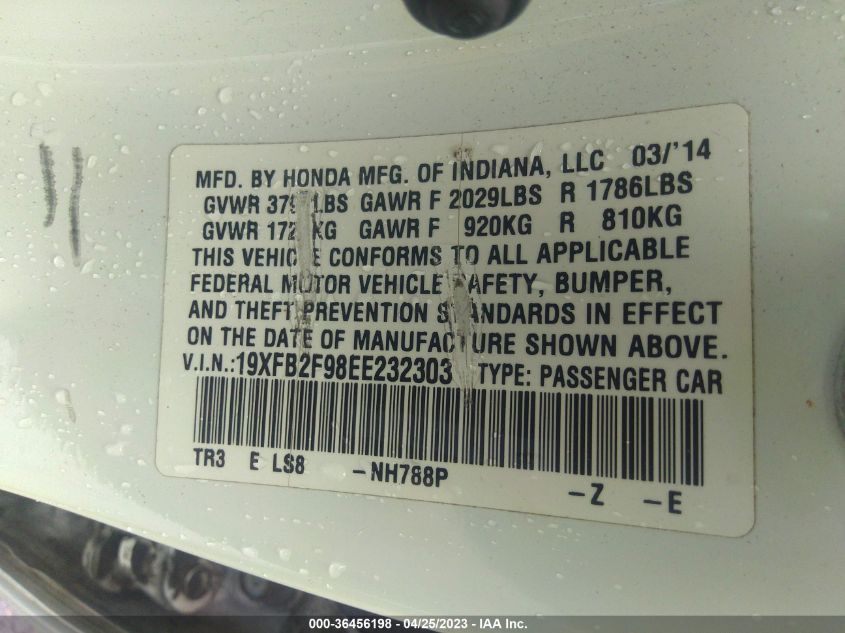 MFD. BY HONDA MFG. OF INDIANA, LLC 03/'14
GVWR LBS GAWR F 2029LBS R 1786LBS
GVWR KG GAWR F 920KG R 810KG
THIS VEHICLE CONFORMS TO ALL APPLICABLE
FEDERAL MOTOR VEHICLE SAFETY, BUMPER,
AND THEFT PREVENTION STANDARDS IN EFFECT
ON THE DATE OF MANUFACTURE SHOWN ABOVE.
V.I.N.:19XFB2F98EE232303 TYPE: PASSENGER CAR
TR3 E LS8 -NH788P -Z -E
000-36456198 - 04/25/2023 - IAA Inc.